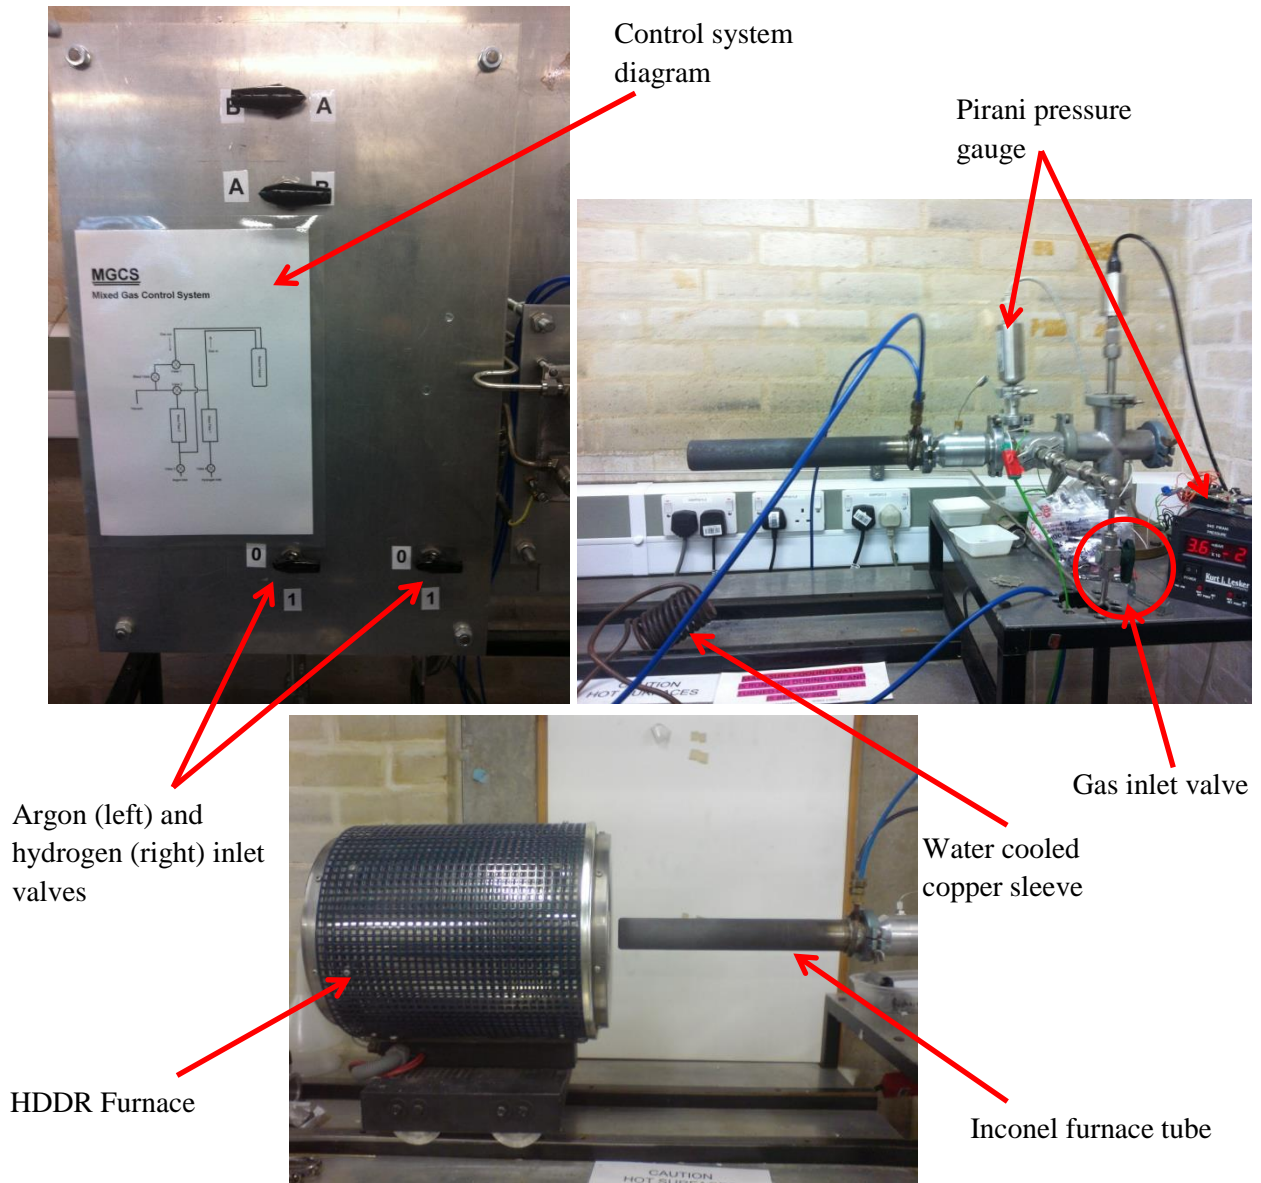 Control system
diagram
Pirani pressure
gauge
B A
A B
MGCS
Mixed Gas Control System
0
1
0
1
3.6 -2
Kurt J. Lesker
CAUTION
HOT SURFACES
Argon (left) and
hydrogen (right) inlet
valves
Gas inlet valve
Water cooled
copper sleeve
HDDR Furnace
Inconel furnace tube
CAUTION